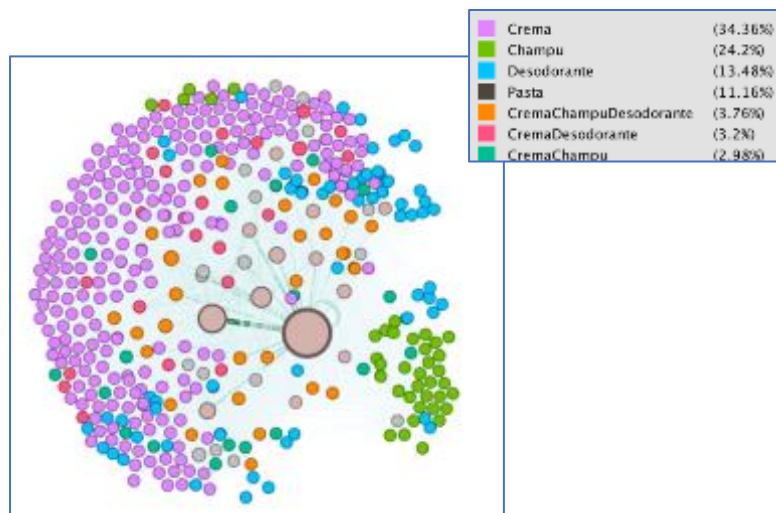 Crema (34.36%)
Champu (24.2%)
Desodorante (13.48%)
Pasta (11.16%)
CremaChampuDesodorante (3.76%)
CremaDesodorante (3.2%)
CremaChampu (2.98%)